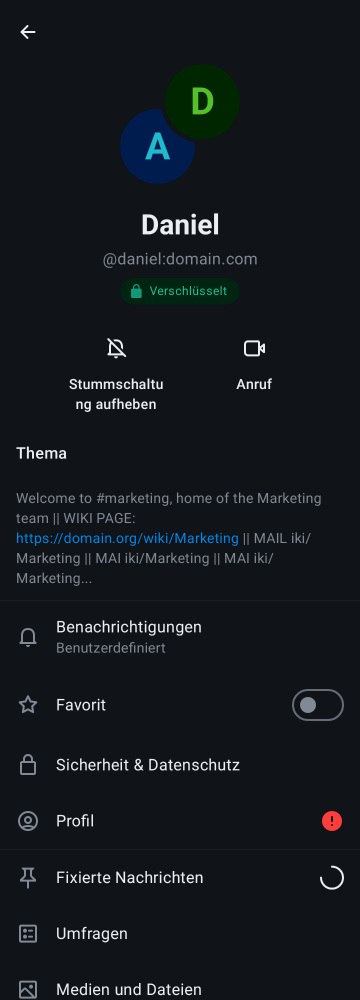 D
A
Daniel
@daniel:domain.com
Verschlüsselt
Stummschaltu
ng aufheben
Anruf
Thema
Welcome to #marketing, home of the Marketing
team || WIKI PAGE:
https://domain.org/wiki/Marketing || MAIL iki/
Marketing || MAI iki/Marketing || MAI iki/
Marketing...
Benachrichtigungen
Benutzerdefiniert
Favorit
Sicherheit & Datenschutz
Profil
Fixierte Nachrichten
Umfragen
Medien und Dateien